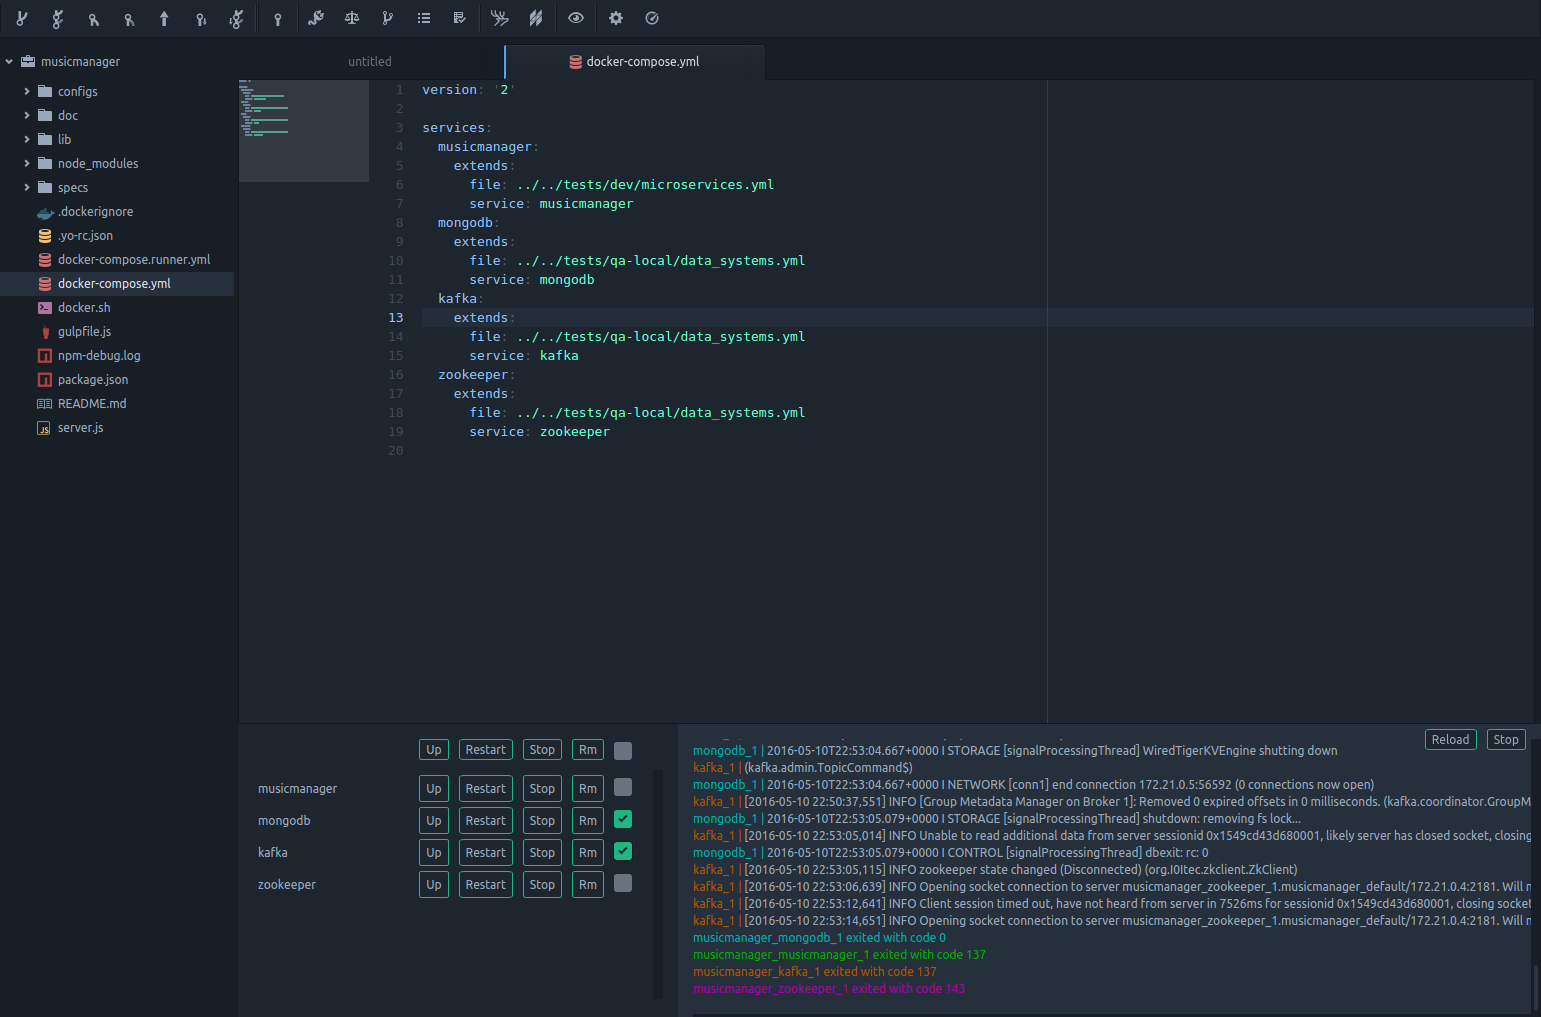 musicmanager
configs
doc
lib
node_modules
specs
.dockerignore
.yo-rc.json
docker-compose.runner.yml
docker-compose.yml
docker.sh
gulpfile.js
npm-debug.log
package.json
README.md
server.js
untitled
docker-compose.yml
1 version: '2'
2
3 services:
4 musicmanager:
5 extends:
6 file: ../../tests/dev/microservices.yml
7 service: musicmanager
8 mongodb:
9 extends:
10 file: ../../tests/qa-local/data_systems.yml
11 service: mongodb
12 kafka:
13 extends:
14 file: ../../tests/qa-local/data_systems.yml
15 service: kafka
16 zookeeper:
17 extends:
18 file: ../../tests/qa-local/data_systems.yml
19 service: zookeeper
20
Up Restart Stop Rm
musicmanager Up Restart Stop Rm
mongodb Up Restart Stop Rm
kafka Up Restart Stop Rm
zookeeper Up Restart Stop Rm
Reload Stop
mongodb_1 | 2016-05-10T22:53:04.667+0000 I STORAGE [signalProcessingThread] WiredTigerKVEngine shutting down
kafka_1 | (kafka.admin.TopicCommand$)
mongodb_1 | 2016-05-10T22:53:04.667+0000 I NETWORK [conn1] end connection 172.21.0.5:56592 (0 connections now open)
kafka_1 | [2016-05-10 22:50:37,551] INFO [Group Metadata Manager on Broker 1]: Removed 0 expired offsets in 0 milliseconds. (kafka.coordinator.GroupM
mongodb_1 | 2016-05-10T22:53:05.079+0000 I STORAGE [signalProcessingThread] shutdown: removing fs lock...
kafka_1 | [2016-05-10 22:53:05,014] INFO Unable to read additional data from server sessionid 0x1549cd43d680001, likely server has closed socket, closing
mongodb_1 | 2016-05-10T22:53:05.079+0000 I CONTROL [signalProcessingThread] dbexit: rc: 0
kafka_1 | [2016-05-10 22:53:05,115] INFO zookeeper state changed (Disconnected) (org.I0Itec.zkclient.ZkClient)
kafka_1 | [2016-05-10 22:53:06,639] INFO Opening socket connection to server musicmanager_zookeeper_1.musicmanager_default/172.21.0.4:2181. Will n
kafka_1 | [2016-05-10 22:53:12,641] INFO Client session timed out, have not heard from server in 7526ms for sessionid 0x1549cd43d680001, closing socket
kafka_1 | [2016-05-10 22:53:14,651] INFO Opening socket connection to server musicmanager_zookeeper_1.musicmanager_default/172.21.0.4:2181. Will n
musicmanager_mongodb_1 exited with code 0
musicmanager_musicmanager_1 exited with code 137
musicmanager_kafka_1 exited with code 137
musicmanager_zookeeper_1 exited with code 143